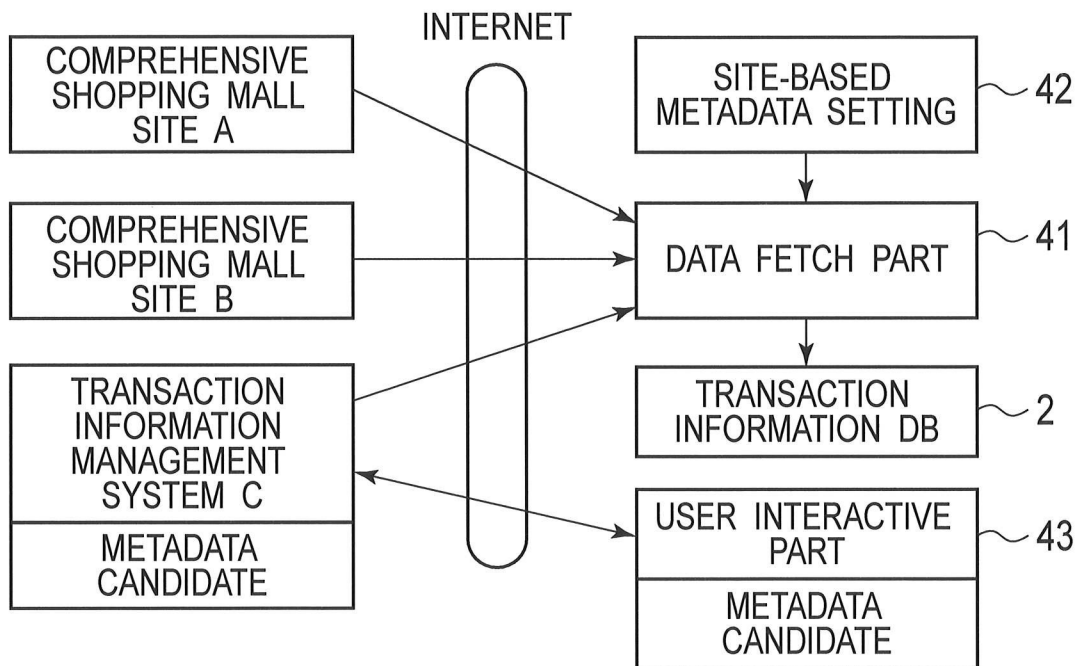 INTERNET
COMPREHENSIVE
SHOPPING MALL
SITE A
COMPREHENSIVE
SHOPPING MALL
SITE B
TRANSACTION
INFORMATION
MANAGEMENT
SYSTEM C
METADATA
CANDIDATE
SITE-BASED
METADATA SETTING
42
DATA FETCH PART
41
TRANSACTION
INFORMATION DB
2
USER INTERACTIVE
PART
43
METADATA
CANDIDATE